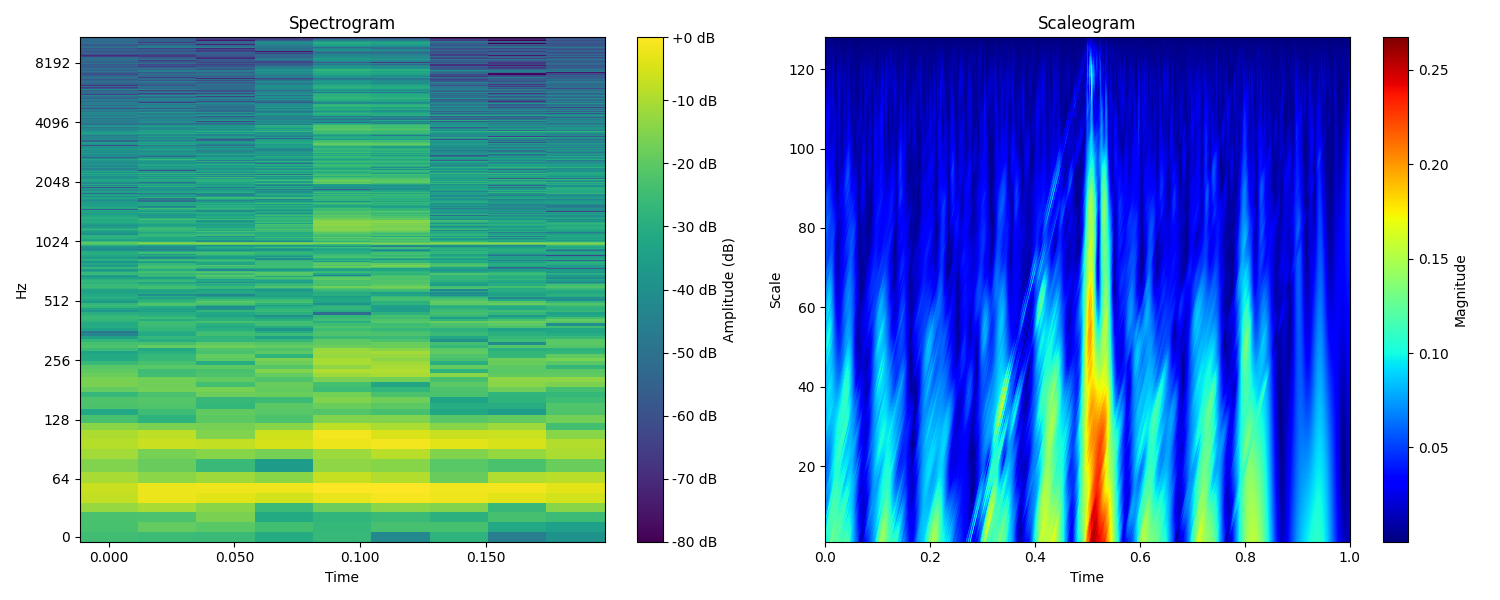 Spectrogram
8192
4096
2048
1024
512
256
128
64
0
Hz
0.000
0.050
0.100
0.150
Time
+0 dB
-10 dB
-20 dB
-30 dB
-40 dB
-50 dB
-60 dB
-70 dB
-80 dB
Amplitude (dB)
Scaleogram
120
100
80
60
40
20
Scale
0.0
0.2
0.4
0.6
0.8
1.0
Time
0.25
0.20
0.15
0.10
0.05
Magnitude